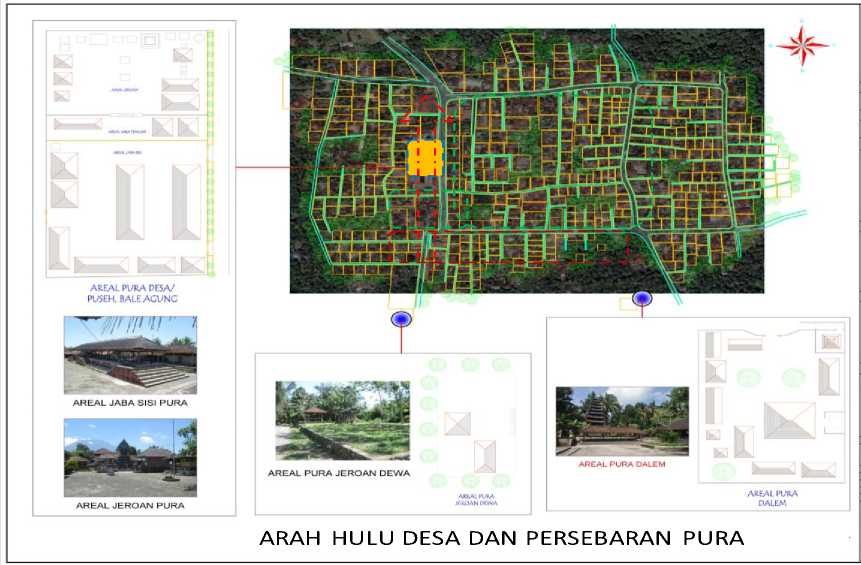 AREAL JEROAN
AREAL JABA TENGAH
AREAL JABA SISI
AREAL PURA DESA/
PUSEH, BALE AGUNG
AREAL JABA SISI PURA
AREAL JEROAN PURA
AREAL PURA JEROAN DEWA
AREAL PURA
JEROAN DEWA
AREAL PURA DALEM
AREAL PURA
DALEM
ARAH HULU DESA DAN PERSEBARAN PURA